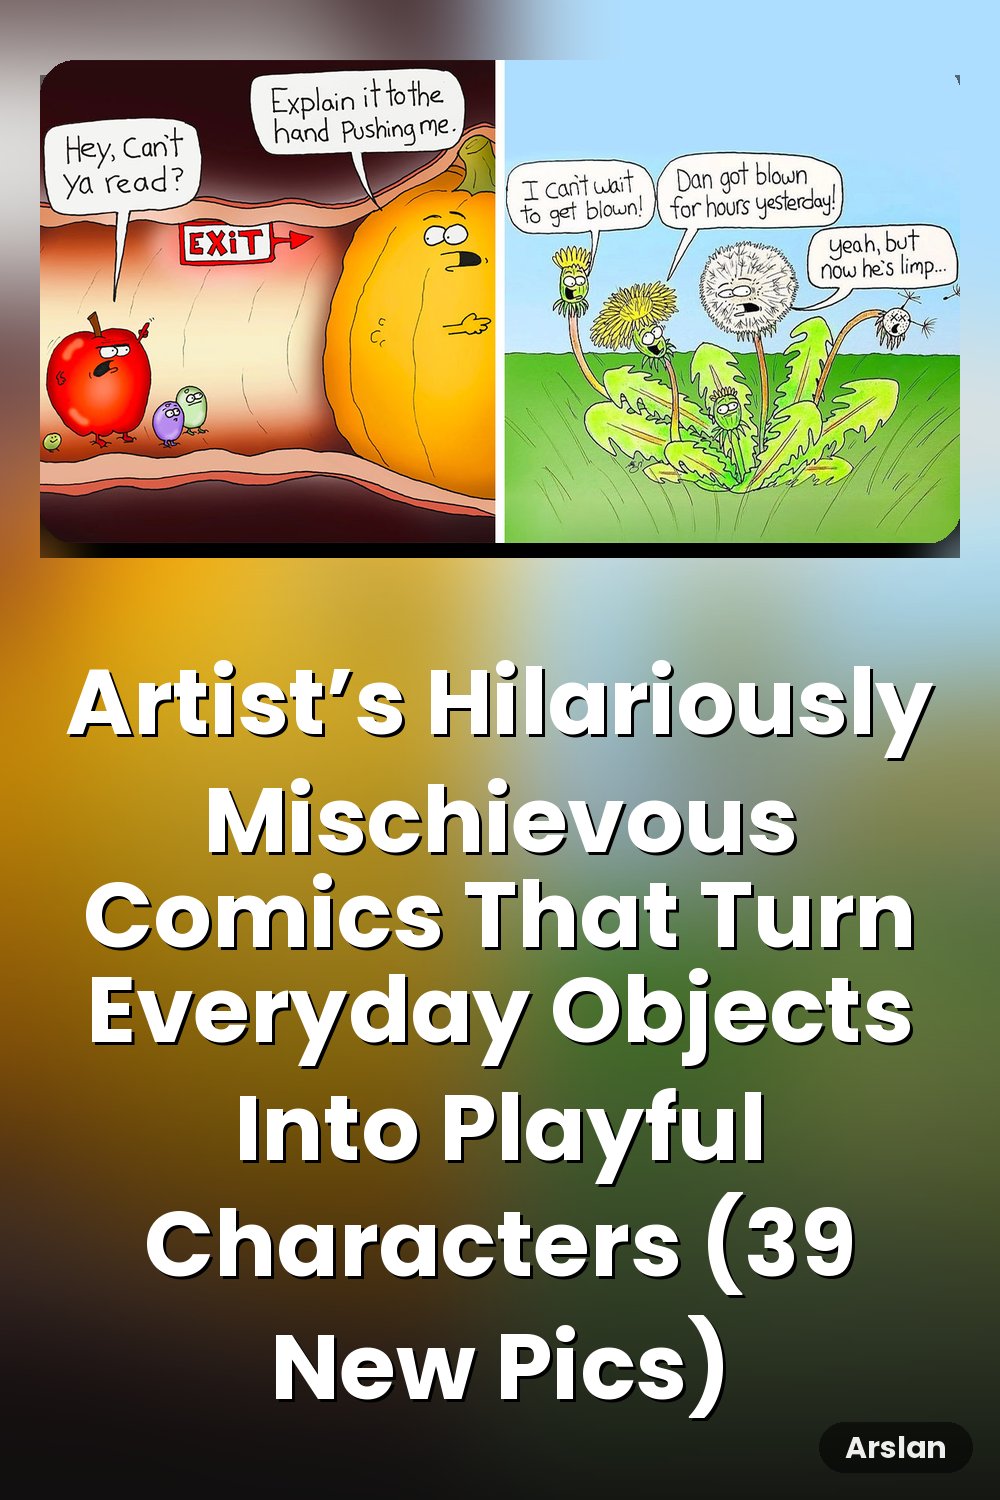 Hey, Can't
ya read?
Explain it to the
hand Pushing me.
EXiT
I can't wait
to get blown!
Dan got blown
for hours yesterday!
yeah, but
now he's limp...
Artist’s Hilariously
Mischievous
Comics That Turn
Everyday Objects
Into Playful
Characters (39
New Pics)
Arslan